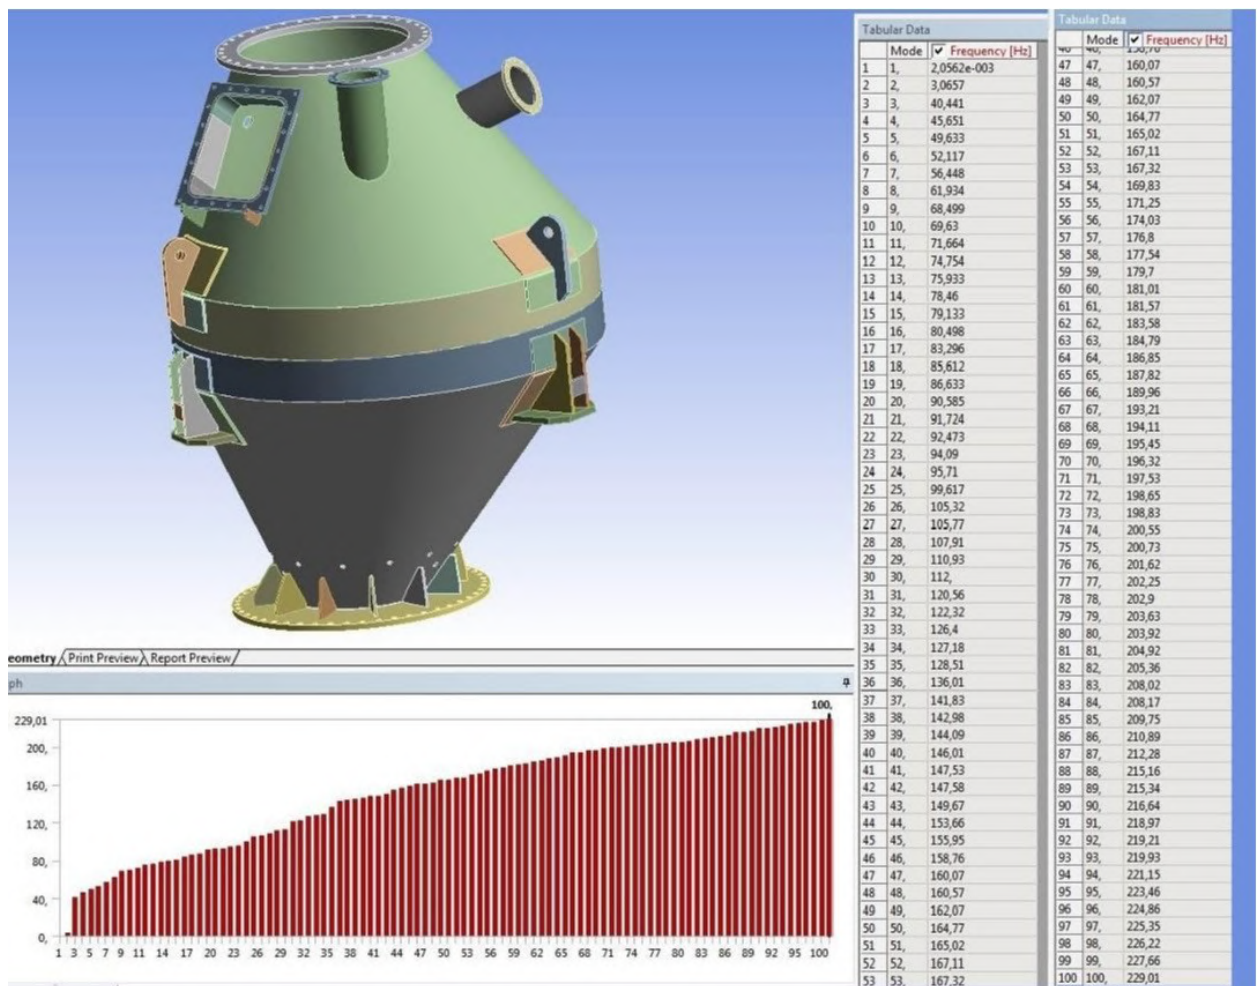 Tabular Data
Mode Frequency [Hz]
1 1, 2,0562e-003
2 2, 3,0657
3 3, 40,441
4 4, 45,651
5 5, 49,633
6 6, 52,117
7 7, 56,448
8 8, 61,934
9 9, 68,499
10 10, 69,63
11 11, 71,664
12 12, 74,754
13 13, 75,933
14 14, 78,46
15 15, 79,133
16 16, 80,498
17 17, 83,296
18 18, 85,612
19 19, 86,633
20 20, 90,585
21 21, 91,724
22 22, 92,473
23 23, 94,09
24 24, 95,71
25 25, 99,617
26 26, 105,32
27 27, 105,77
28 28, 107,91
29 29, 110,93
30 30, 112,
31 31, 120,56
32 32, 122,32
33 33, 126,4
34 34, 127,18
35 35, 128,51
36 36, 136,01
37 37, 141,83
38 38, 142,98
39 39, 144,09
40 40, 146,01
41 41, 147,53
42 42, 147,58
43 43, 149,67
44 44, 153,66
45 45, 155,95
46 46, 158,76
47 47, 160,07
48 48, 160,57
49 49, 162,07
50 50, 164,77
51 51, 165,02
52 52, 167,11
53 53, 167,32
Tabular Data
Mode Frequency [Hz]
47 47, 160,07
48 48, 160,57
49 49, 162,07
50 50, 164,77
51 51, 165,02
52 52, 167,11
53 53, 167,32
54 54, 169,83
55 55, 171,25
56 56, 174,03
57 57, 176,8
58 58, 177,54
59 59, 179,7
60 60, 181,01
61 61, 181,57
62 62, 183,58
63 63, 184,79
64 64, 186,85
65 65, 187,82
66 66, 189,96
67 67, 193,21
68 68, 194,11
69 69, 195,45
70 70, 196,32
71 71, 197,53
72 72, 198,65
73 73, 198,83
74 74, 200,55
75 75, 200,73
76 76, 201,62
77 77, 202,25
78 78, 202,9
79 79, 203,63
80 80, 203,92
81 81, 204,92
82 82, 205,36
83 83, 208,02
84 84, 208,17
85 85, 209,75
86 86, 210,89
87 87, 212,28
88 88, 215,16
89 89, 215,34
90 90, 216,64
91 91, 218,97
92 92, 219,21
93 93, 219,93
94 94, 221,15
95 95, 223,46
96 96, 224,86
97 97, 225,35
98 98, 226,22
99 99, 227,66
100 100, 229,01
eometry Print Preview Report Preview
ph
100,
229,01
200,
160,
120,
80,
40,
0,
1 3 5 7 9 11 14 17 20 23 26 29 32 35 38 41 44 47 50 53 56 59 62 65 68 71 74 77 80 83 86 89 92 95 100